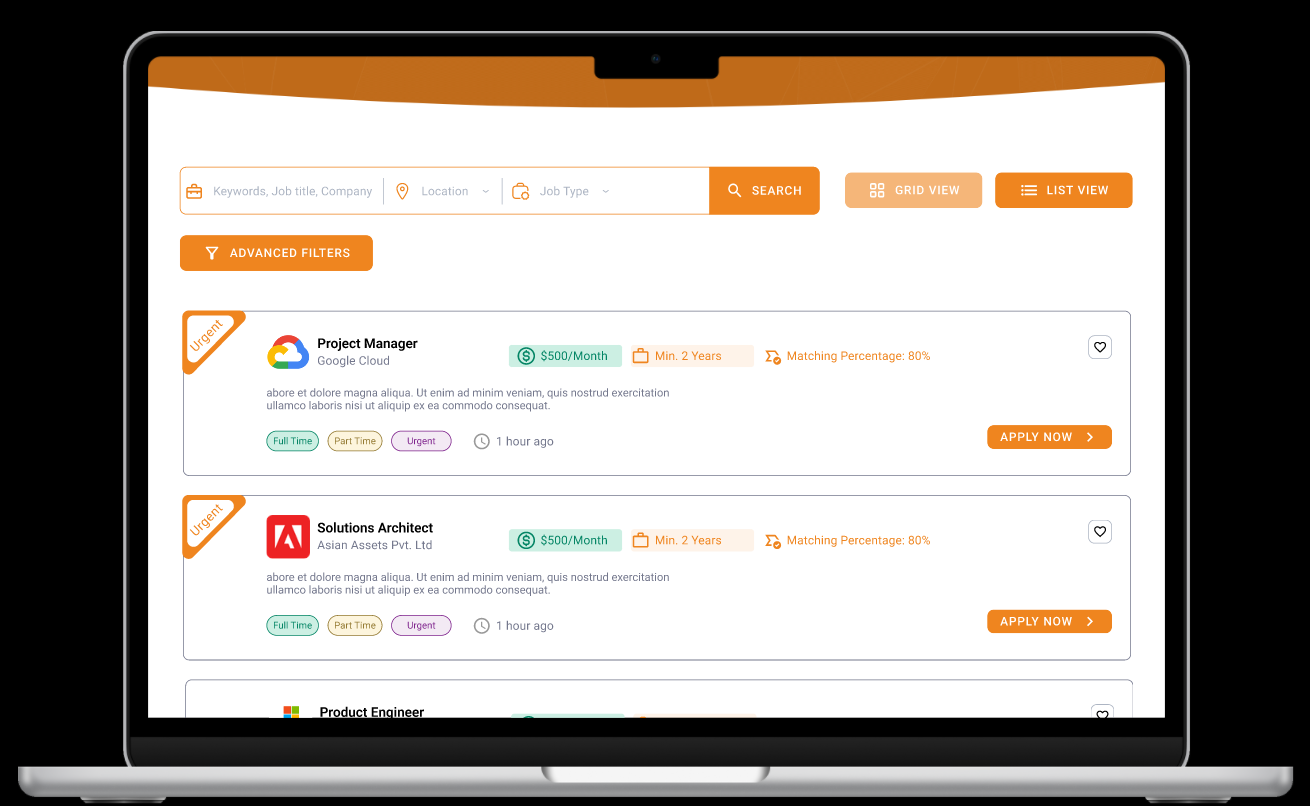 Keywords, Job title, Company
Location
Job Type
SEARCH
GRID VIEW
LIST VIEW
ADVANCED FILTERS
Urgent
Project Manager
Google Cloud
$500/Month
Min. 2 Years
Matching Percentage: 80%
abore et dolore magna aliqua. Ut enim ad minim veniam, quis nostrud exercitation
ullamco laboris nisi ut aliquip ex ea commodo consequat.
Full Time
Part Time
Urgent
1 hour ago
APPLY NOW
Urgent
Solutions Architect
Asian Assets Pvt. Ltd
$500/Month
Min. 2 Years
Matching Percentage: 80%
abore et dolore magna aliqua. Ut enim ad minim veniam, quis nostrud exercitation
ullamco laboris nisi ut aliquip ex ea commodo consequat.
Full Time
Part Time
Urgent
1 hour ago
APPLY NOW
Product Engineer